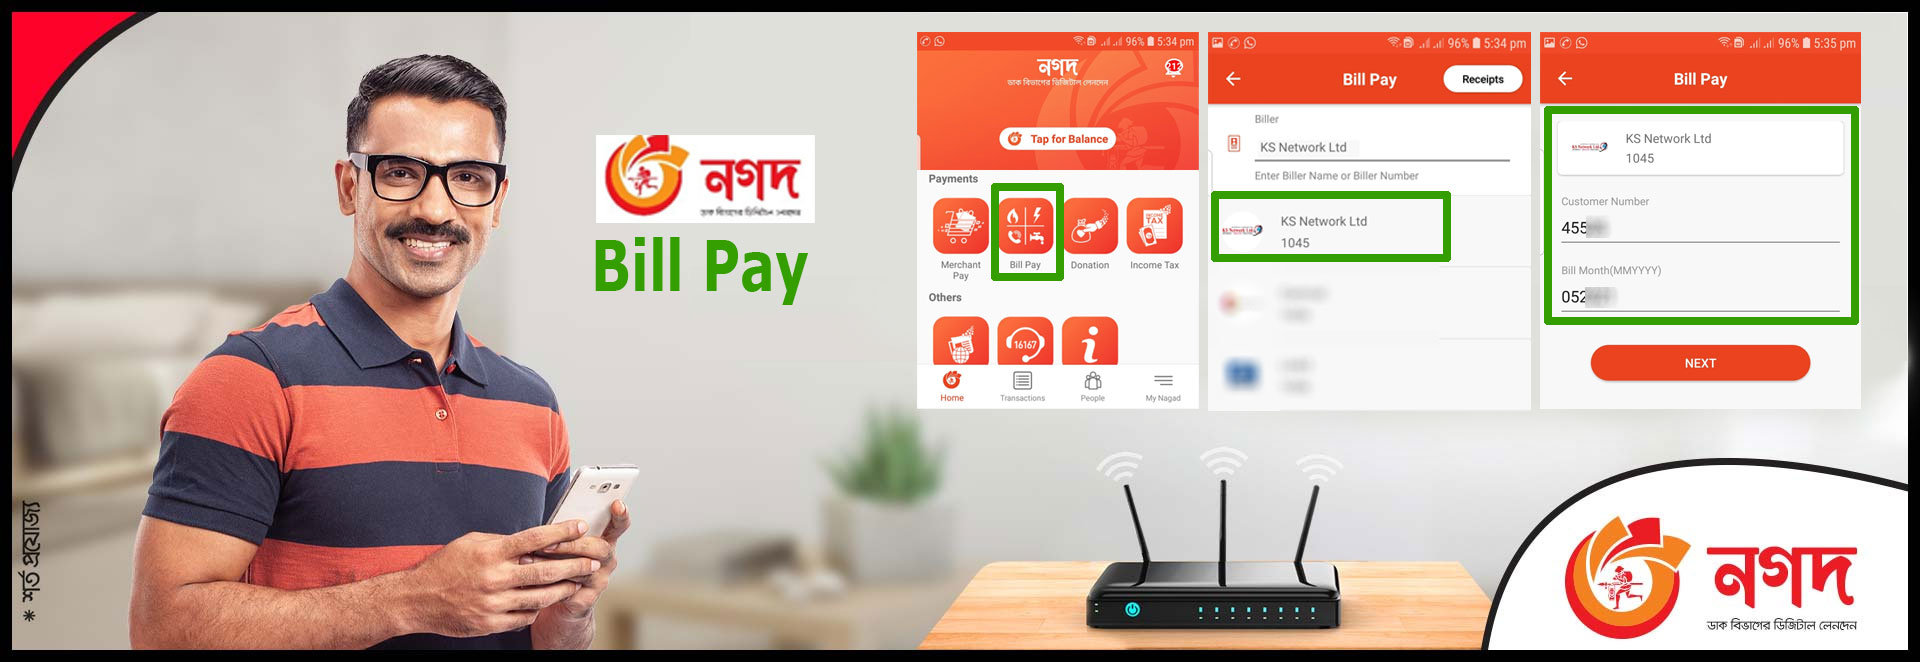 নগদ
ডাক বিভাগের ডিজিটাল লেনদেন
Bill Pay
* শর্ত প্রযোজ্য
96% 5:34 pm
নগদ
ডাক বিভাগের ডিজিটাল লেনদেন
212
Tap for Balance
Payments
Merchant Pay
Bill Pay
Donation
INCOME TAX
Income Tax
Others
16167
Home
Transactions
People
My Nagad
96% 5:34 pm
Bill Pay
Receipts
Biller
KS Network Ltd
Enter Biller Name or Biller Number
KS Network Ltd
1045
96% 5:35 pm
Bill Pay
KS Network Ltd
1045
Customer Number
455
Bill Month(MMYYYY)
052
NEXT
নগদ
ডাক বিভাগের ডিজিটাল লেনদেন